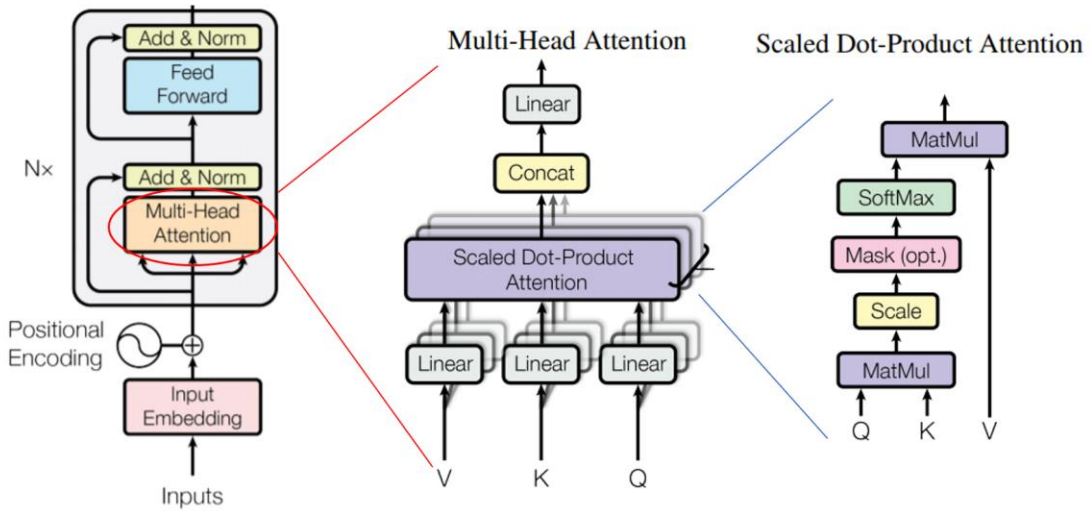 Add & Norm
Feed
Forward
N×
Add & Norm
Multi-Head
Attention
Positional
Encoding
Input
Embedding
Inputs
Multi-Head Attention
Linear
Concat
Scaled Dot-Product
Attention
Linear
Linear
Linear
V
K
Q
Scaled Dot-Product Attention
MatMul
SoftMax
Mask (opt.)
Scale
MatMul
Q
K
V